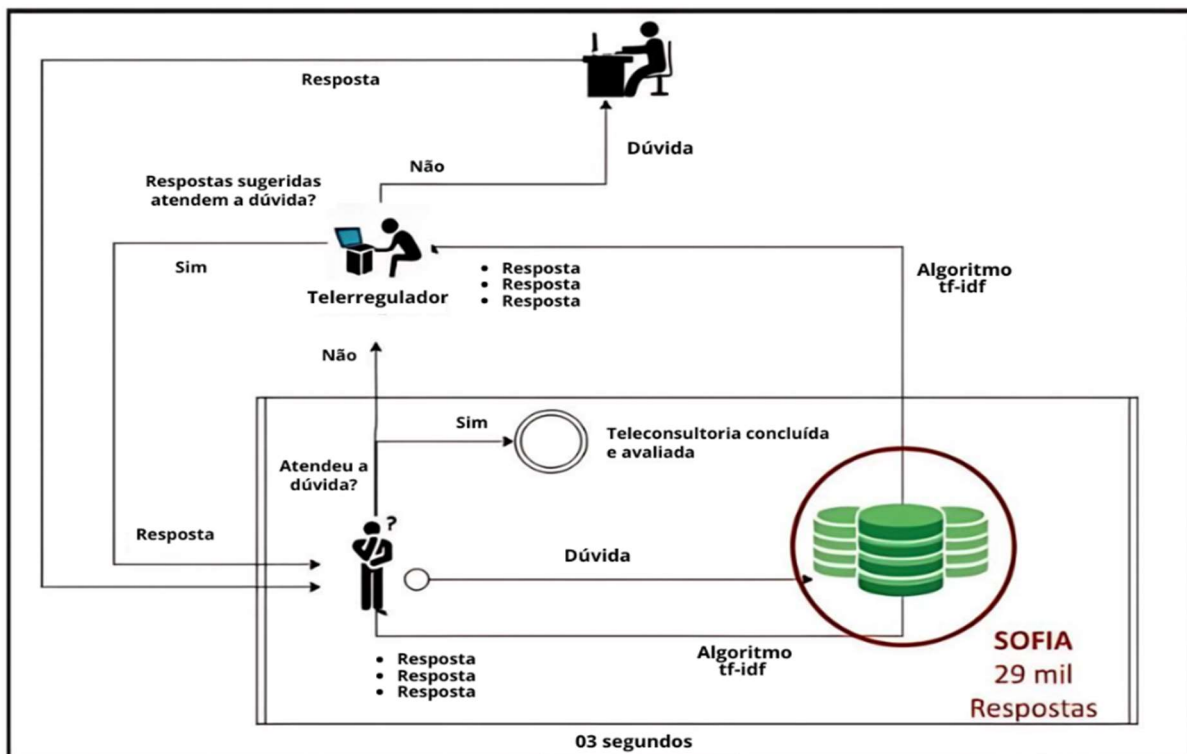 Resposta
Dúvida
Não
Respostas sugeridas
atendem a dúvida?
Sim
Telerregulador
• Resposta
• Resposta
• Resposta
Algoritmo
tf-idf
Não
Sim
Teleconsultoria concluída
e avaliada
Atendeu a
dúvida?
?
Resposta
Dúvida
Algoritmo
tf-idf
• Resposta
• Resposta
• Resposta
SOFIA
29 mil
Respostas
03 segundos